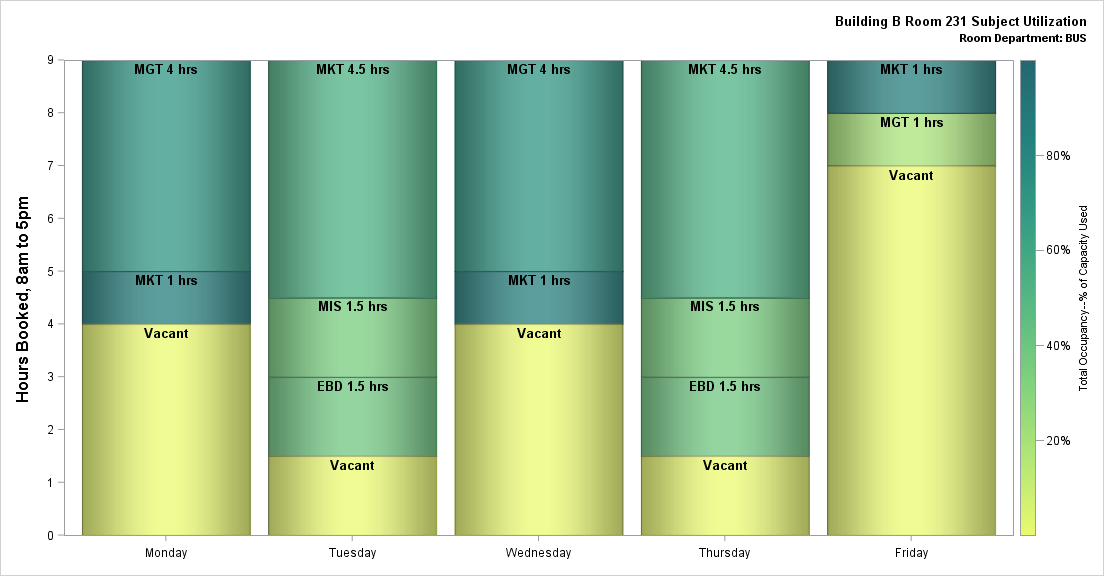 Building B Room 231 Subject Utilization
Room Department: BUS
Hours Booked, 8am to 5pm
9
8
7
6
5
4
3
2
1
0
MGT 4 hrs
MKT 1 hrs
Vacant
MKT 4.5 hrs
MIS 1.5 hrs
EBD 1.5 hrs
Vacant
MGT 4 hrs
MKT 1 hrs
Vacant
MKT 4.5 hrs
MIS 1.5 hrs
EBD 1.5 hrs
Vacant
MKT 1 hrs
MGT 1 hrs
Vacant
Monday
Tuesday
Wednesday
Thursday
Friday
80%
60%
40%
20%
Total Occupancy--% of Capacity Used